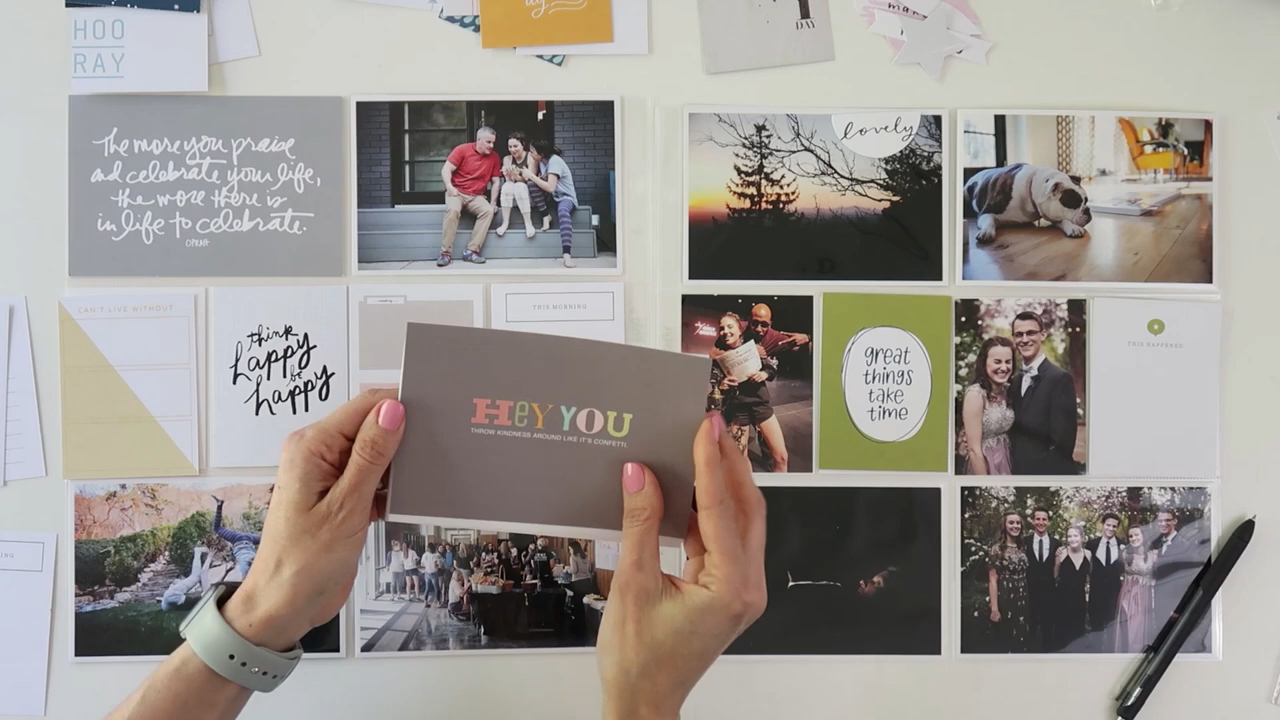 HOO
RAY
DAY
The more you praise
and celebrate your life,
the more there is
in life to celebrate.
OPRAH
lovely
CAN'T LIVE WITHOUT
think
happy
be
happy
THIS MORNING
HEY YOU
THROW KINDNESS AROUND LIKE IT'S CONFETTI.
great
things
take
time
THIS HAPPENED